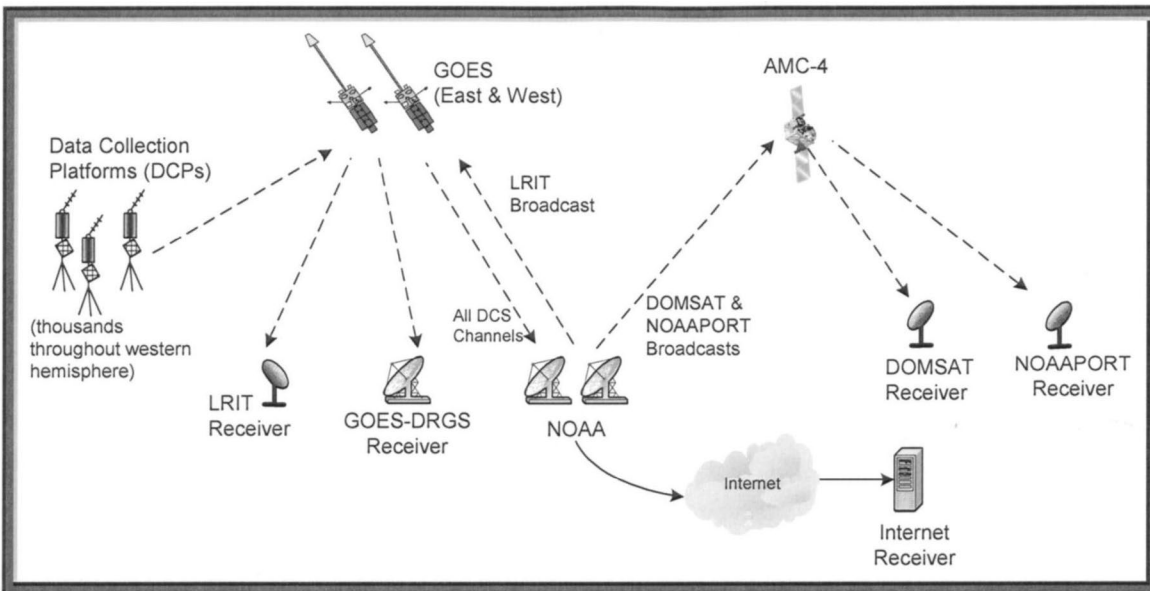 GOES
(East & West)
AMC-4
Data Collection
Platforms (DCPs)
LRIT
Broadcast
(thousands
throughout western
hemisphere)
All DCS
Channels
DOMSAT &
NOAAPORT
Broadcasts
LRIT
Receiver
GOES-DRGS
Receiver
NOAA
DOMSAT
Receiver
NOAAPORT
Receiver
Internet
Internet
Receiver